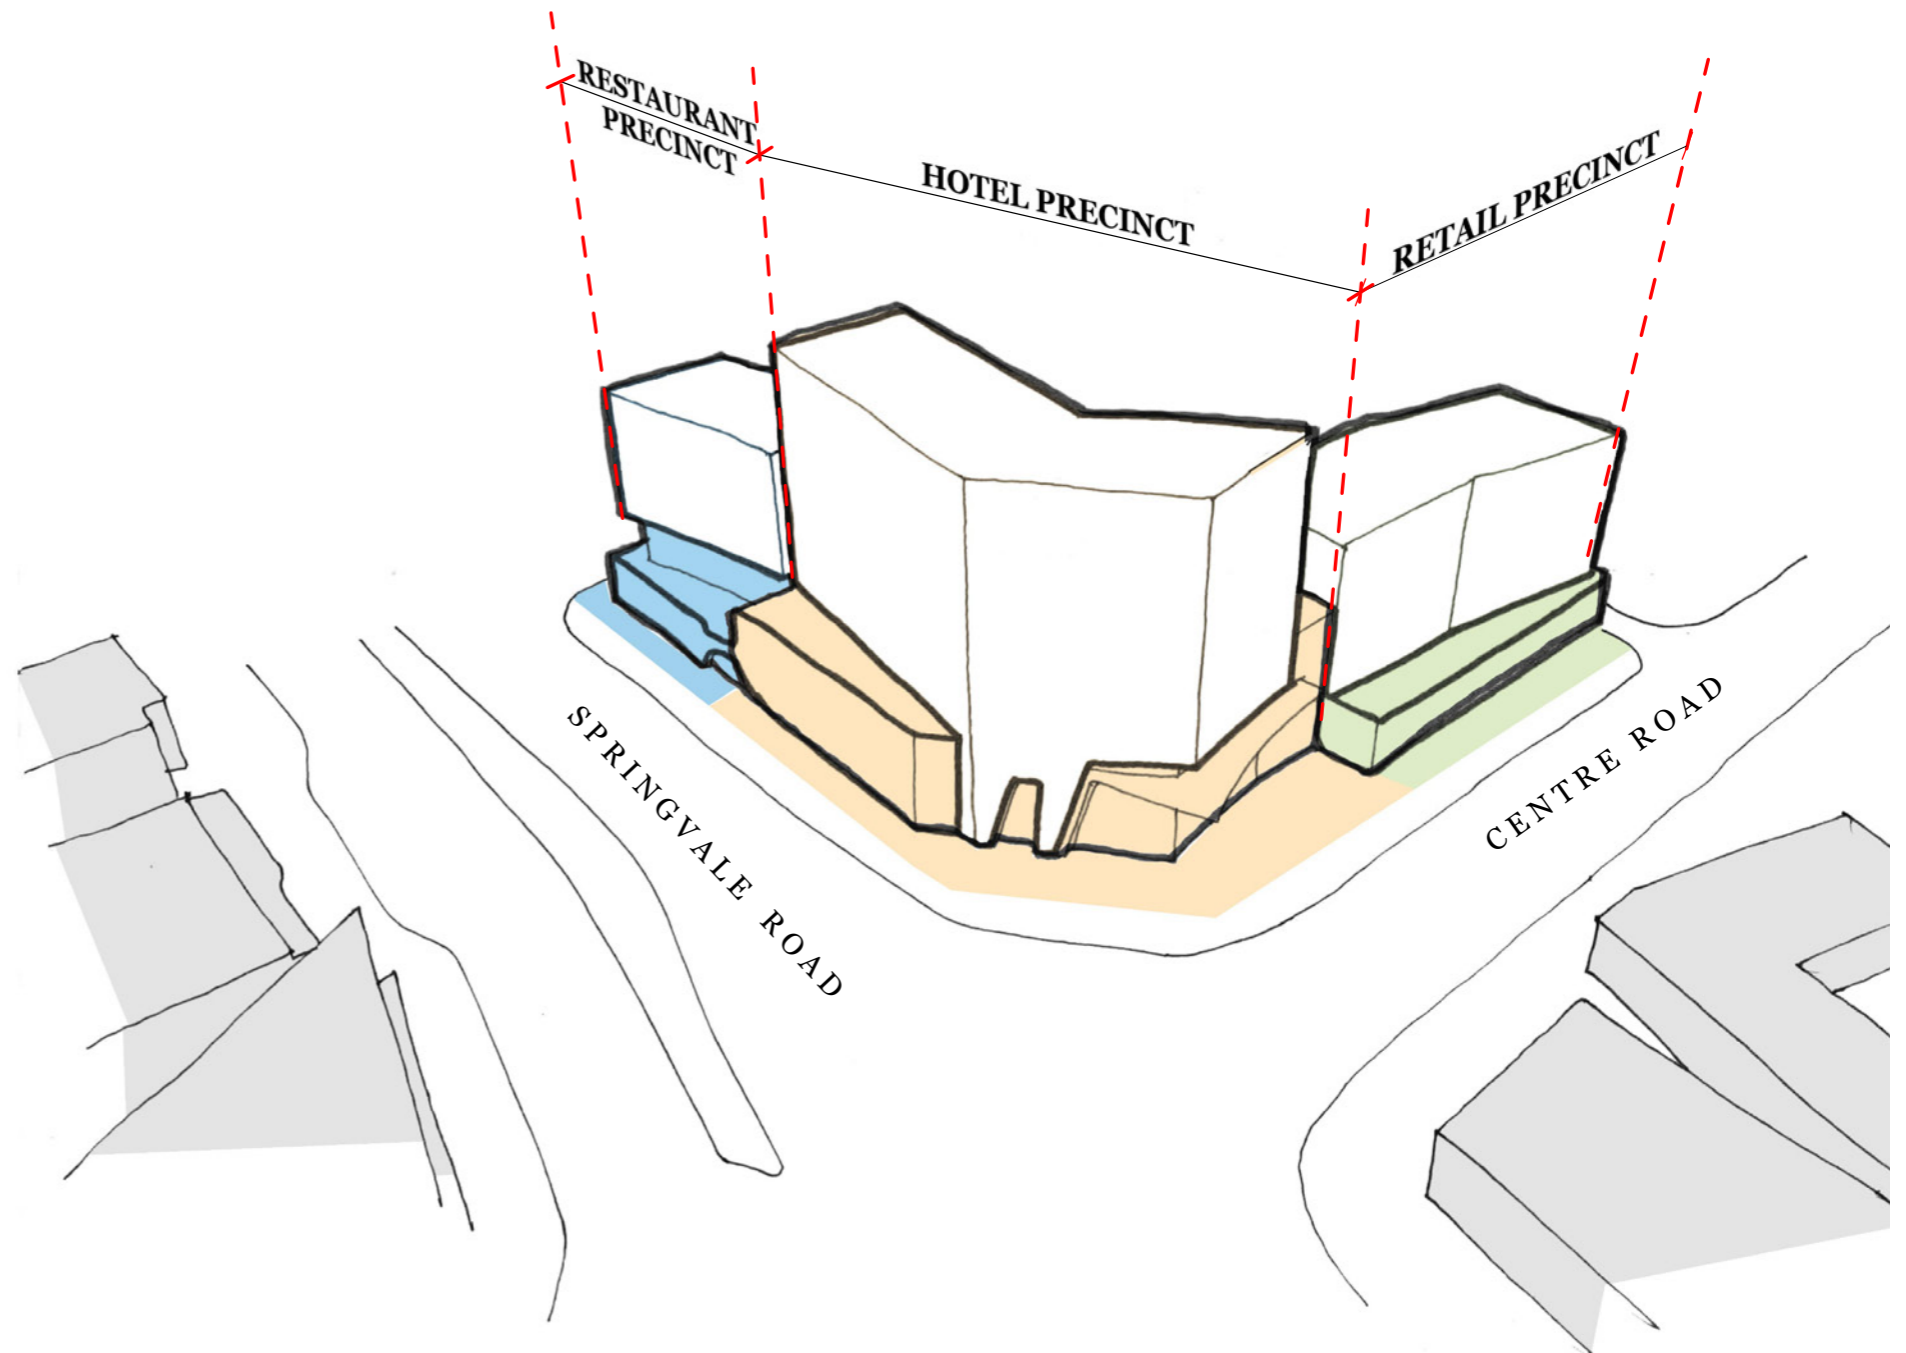 RESTAURANT
PRECINCT
HOTEL PRECINCT
RETAIL PRECINCT
SPRINGVALE ROAD
CENTRE ROAD